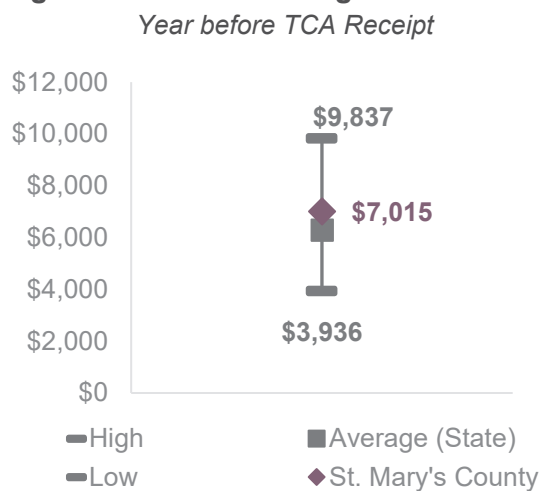 Year before TCA Receipt
$12,000
$10,000
$8,000
$6,000
$4,000
$2,000
$0
$9,837
$7,015
$3,936
High
Average (State)
Low
St. Mary's County